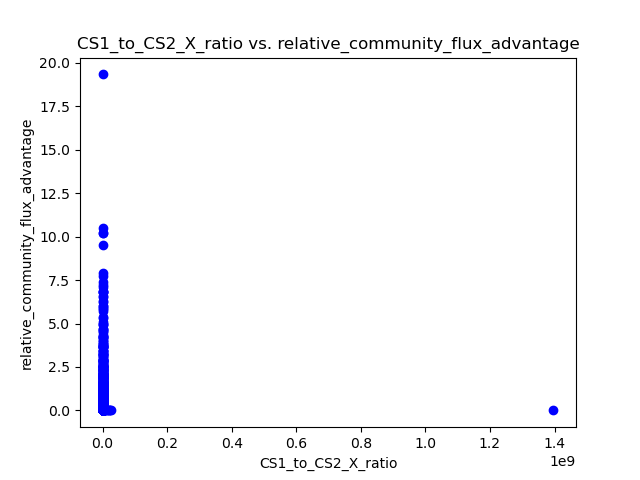 CS1_to_CS2_X_ratio vs. relative_community_flux_advantage
20.0
17.5
15.0
12.5
10.0
7.5
5.0
2.5
0.0
relative_community_flux_advantage
0.0 0.2 0.4 0.6 0.8 1.0 1.2 1.4
1e9
CS1_to_CS2_X_ratio